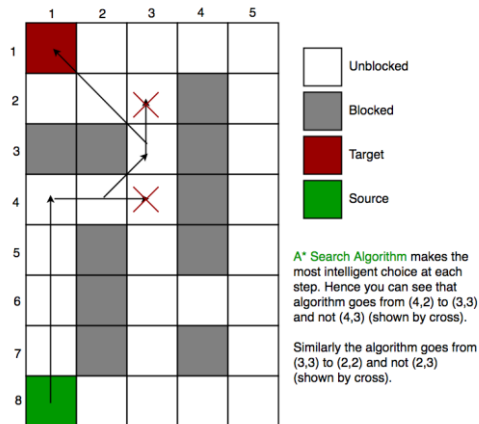 1 2 3 4 5
1
2
3
4
5
6
7
8
Unblocked
Blocked
Target
Source
A* Search Algorithm makes the
most intelligent choice at each
step. Hence you can see that
algorithm goes from (4,2) to (3,3)
and not (4,3) (shown by cross).
Similarly the algorithm goes from
(3,3) to (2,2) and not (2,3)
(shown by cross).